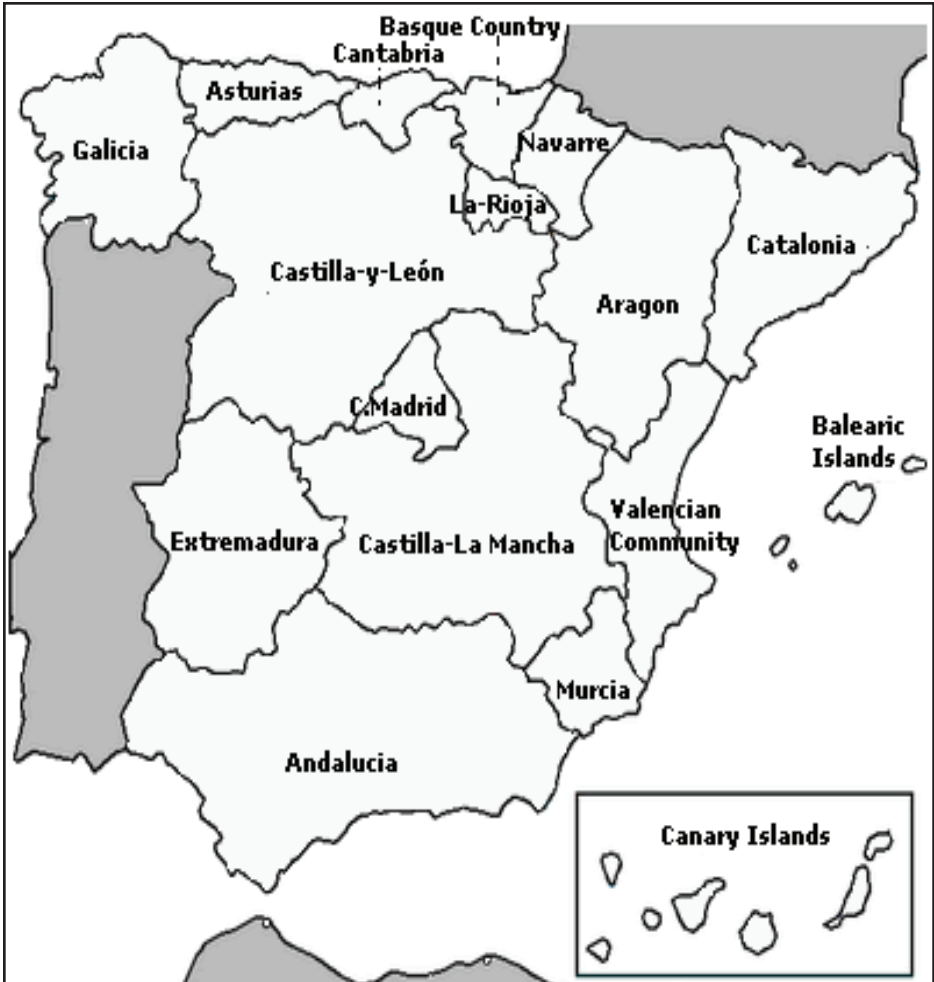 Basque Country
Cantabria
Asturias
Galicia
Navarre
La-Rioja
Catalonia
Castilla-y-León
Aragon
C.Madrid
Balearic
Islands
Valencian
Community
Extremadura
Castilla-La Mancha
Murcia
Andalucia
Canary Islands